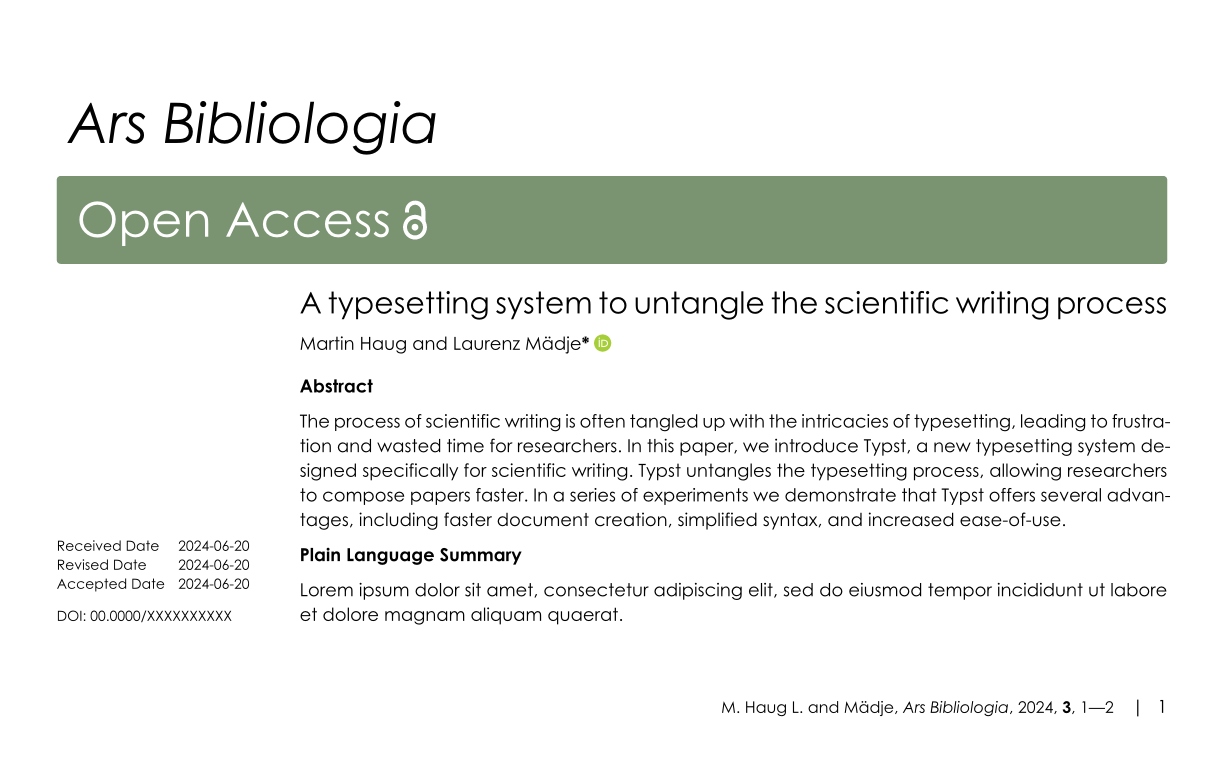 Ars Bibliologia
Open Access
A typesetting system to untangle the scientific writing process
Martin Haug and Laurenz Mädje* iD
Abstract
The process of scientific writing is often tangled up with the intricacies of typesetting, leading to frustra-
tion and wasted time for researchers. In this paper, we introduce Typst, a new typesetting system de-
signed specifically for scientific writing. Typst untangles the typesetting process, allowing researchers
to compose papers faster. In a series of experiments we demonstrate that Typst offers several advan-
tages, including faster document creation, simplified syntax, and increased ease-of-use.
Received Date 2024-06-20
Revised Date 2024-06-20
Accepted Date 2024-06-20
DOI: 00.0000/XXXXXXXXXX
Plain Language Summary
Lorem ipsum dolor sit amet, consectetur adipiscing elit, sed do eiusmod tempor incididunt ut labore
et dolore magnam aliquam quaerat.
M. Haug L. and Mädje, Ars Bibliologia, 2024, 3, 1—2 | 1